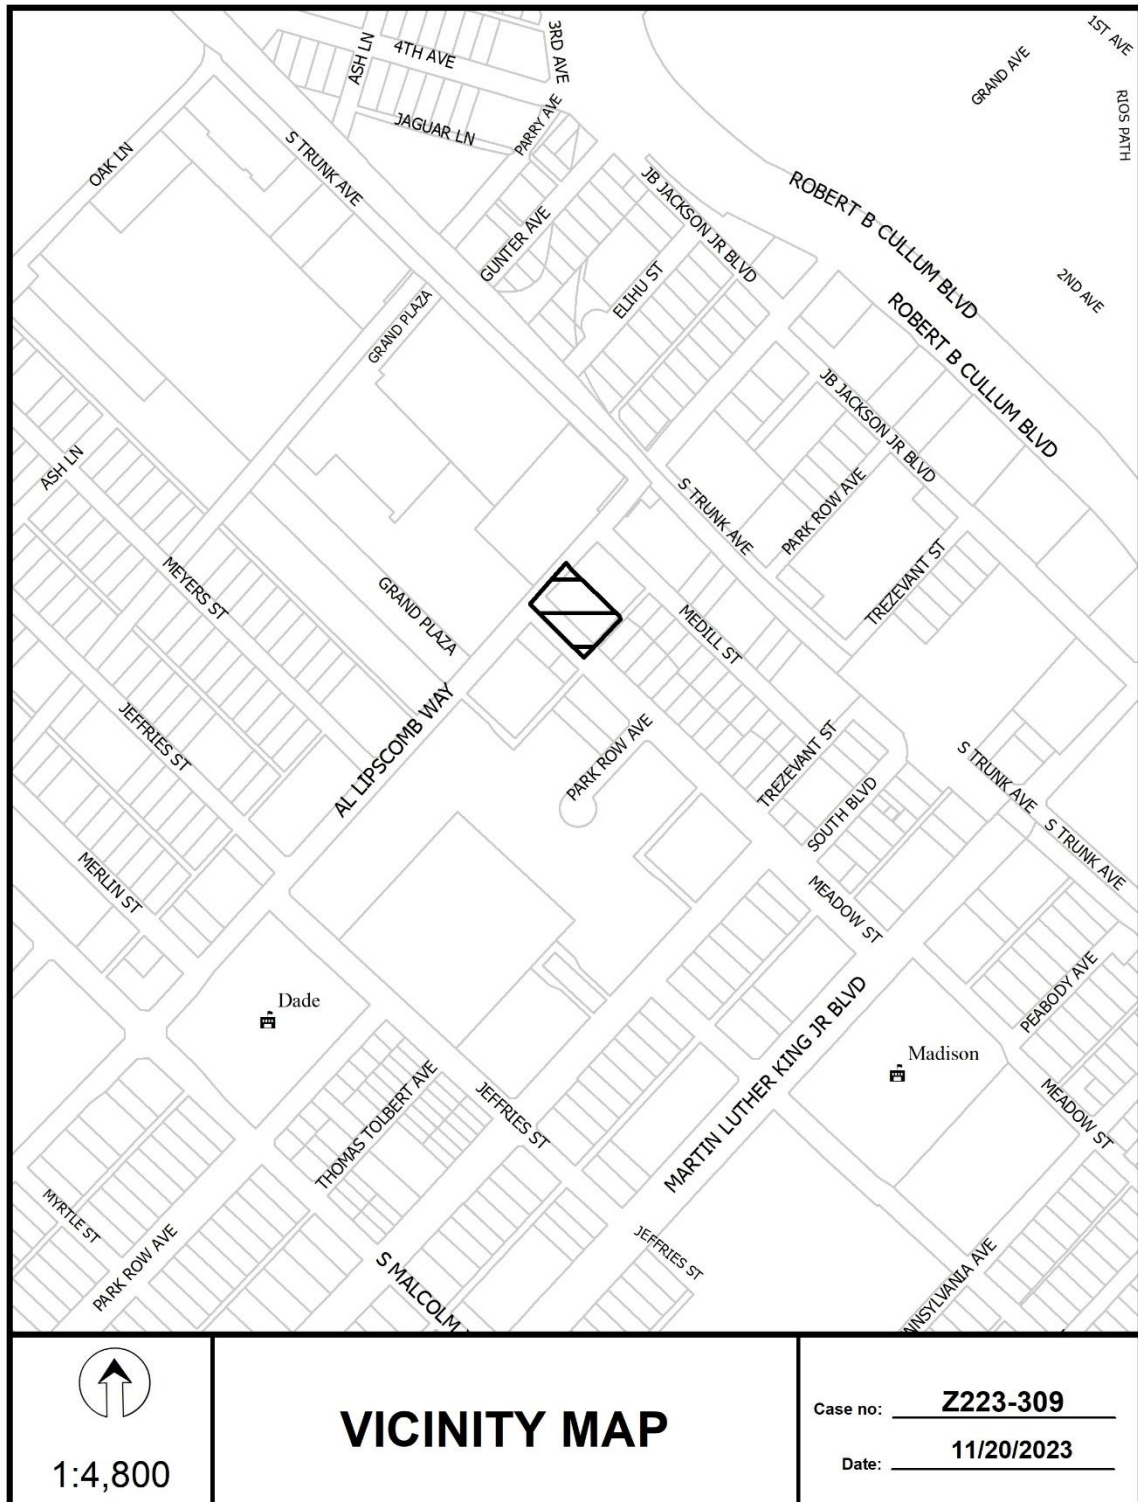 1ST AVE
3RD AVE
4TH AVE
ASH LN
GRAND AVE
RIOS PATH
JAGUAR LN
PARRY AVE
OAK LN
S TRUNK AVE
JB JACKSON JR BLVD
ROBERT B CULLUM BLVD
GUNTER AVE
ELIHU ST
2ND AVE
GRAND PLAZA
ROBERT B CULLUM BLVD
JB JACKSON JR BLVD
ASH LN
S TRUNK AVE
PARK ROW AVE
MEYERS ST
GRAND PLAZA
TREZEVANT ST
MEDILL ST
JEFFRIES ST
AL LIPSCOMB WAY
PARK ROW AVE
TREZEVANT ST
SOUTH BLVD
S TRUNK AVE
S TRUNK AVE
MERLIN ST
MEADOW ST
Dade
PEABODY AVE
MARTIN LUTHER KING JR BLVD
Madison
THOMAS TOLBERT AVE
JEFFRIES ST
MEADOW ST
MYRTLE ST
PARK ROW AVE
JEFFRIES ST
S MALCOLM
NNSYLVANIA AVE
1:4,800
VICINITY MAP
Case no: Z223-309
Date: 11/20/2023